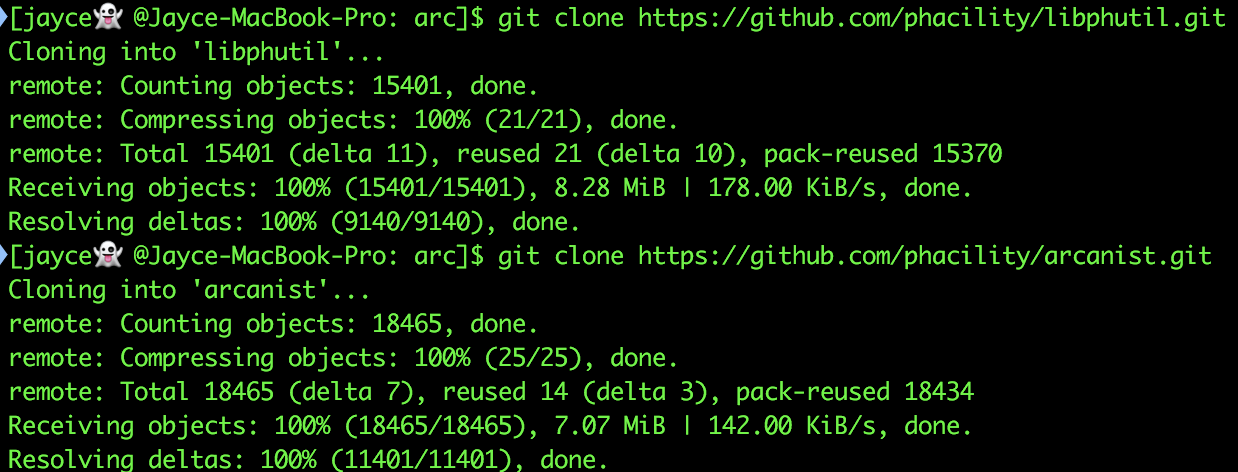 [jayce👻 @Jayce-MacBook-Pro: arc]$ git clone https://github.com/phacility/libphutil.git
Cloning into 'libphutil'...
remote: Counting objects: 15401, done.
remote: Compressing objects: 100% (21/21), done.
remote: Total 15401 (delta 11), reused 21 (delta 10), pack-reused 15370
Receiving objects: 100% (15401/15401), 8.28 MiB | 178.00 KiB/s, done.
Resolving deltas: 100% (9140/9140), done.
[jayce👻 @Jayce-MacBook-Pro: arc]$ git clone https://github.com/phacility/arcanist.git
Cloning into 'arcanist'...
remote: Counting objects: 18465, done.
remote: Compressing objects: 100% (25/25), done.
remote: Total 18465 (delta 7), reused 14 (delta 3), pack-reused 18434
Receiving objects: 100% (18465/18465), 7.07 MiB | 142.00 KiB/s, done.
Resolving deltas: 100% (11401/11401), done.